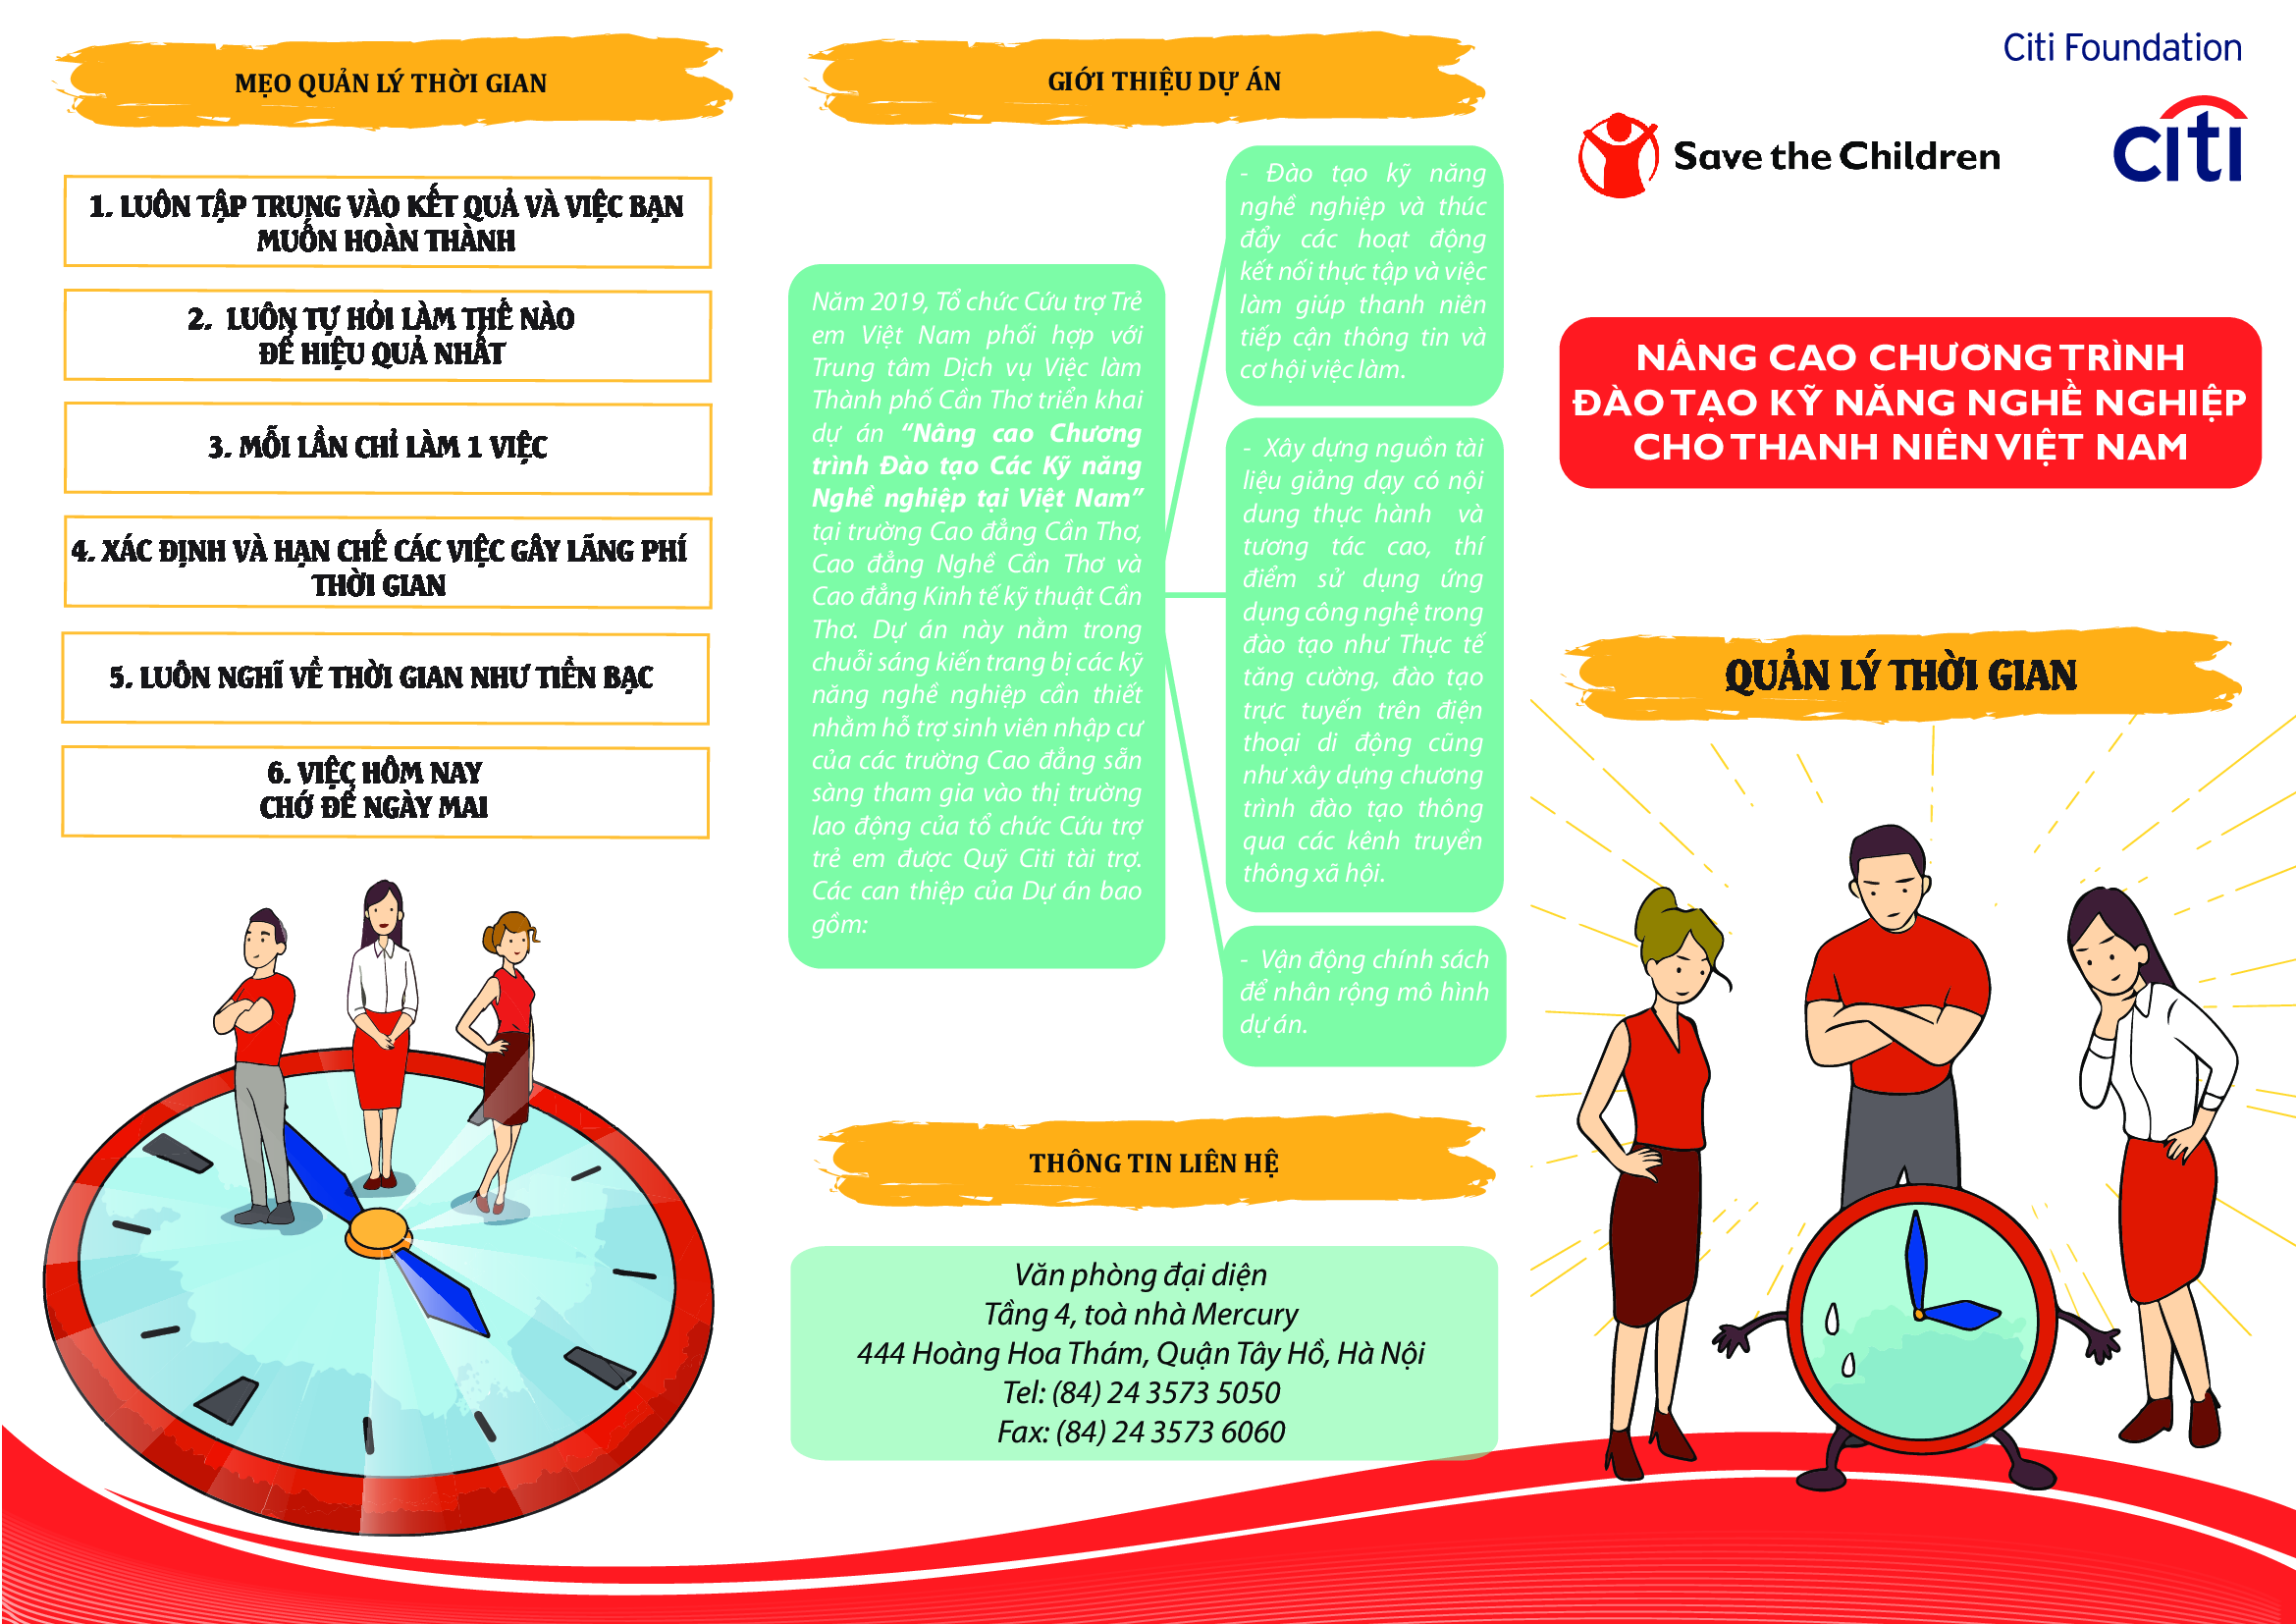 MẸO QUẢN LÝ THỜI GIAN
1. LUÔN TẬP TRUNG VÀO KẾT QUẢ VÀ VIỆC BẠN
MUỐN HOÀN THÀNH
2. LUÔN TỰ HỎI LÀM THẾ NÀO
ĐỂ HIỆU QUẢ NHẤT
3. MỖI LẦN CHỈ LÀM 1 VIỆC
4. XÁC ĐỊNH VÀ HẠN CHẾ CÁC VIỆC GÂY LÃNG PHÍ
THỜI GIAN
5. LUÔN NGHĨ VỀ THỜI GIAN NHƯ TIỀN BẠC
6. VIỆC HÔM NAY
CHỚ ĐỂ NGÀY MAI
GIỚI THIỆU DỰ ÁN
Năm 2019, Tổ chức Cứu trợ Trẻ
em Việt Nam phối hợp với
Trung tâm Dịch vụ Việc làm
Thành phố Cần Thơ triển khai
dự án “Nâng cao Chương
trình Đào tạo Các Kỹ năng
Nghề nghiệp tại Việt Nam”
tại trường Cao đẳng Cần Thơ,
Cao đẳng Nghề Cần Thơ và
Cao đẳng Kinh tế kỹ thuật Cần
Thơ. Dự án này nằm trong
chuỗi sáng kiến trang bị các kỹ
năng nghề nghiệp cần thiết
nhằm hỗ trợ sinh viên nhập cư
của các trường Cao đẳng sẵn
sàng tham gia vào thị trường
lao động của tổ chức Cứu trợ
trẻ em được Quỹ Citi tài trợ.
Các can thiệp của Dự án bao
gồm:
- Đào tạo kỹ năng
nghề nghiệp và thúc
đẩy các hoạt động
kết nối thực tập và việc
làm giúp thanh niên
tiếp cận thông tin và
cơ hội việc làm.
- Xây dựng nguồn tài
liệu giảng dạy có nội
dung thực hành và
tương tác cao, thí
điểm sử dụng ứng
dụng công nghệ trong
đào tạo như Thực tế
tăng cường, đào tạo
trực tuyến trên điện
thoại di động cũng
như xây dựng chương
trình đào tạo thông
qua các kênh truyền
thông xã hội.
- Vận động chính sách
để nhân rộng mô hình
dự án.
THÔNG TIN LIÊN HỆ
Văn phòng đại diện
Tầng 4, toà nhà Mercury
444 Hoàng Hoa Thám, Quận Tây Hồ, Hà Nội
Tel: (84) 24 3573 5050
Fax: (84) 24 3573 6060
Citi Foundation
Save the Children
citi
NÂNG CAO CHƯƠNG TRÌNH
ĐÀO TẠO KỸ NĂNG NGHỀ NGHIỆP
CHO THANH NIÊN VIỆT NAM
QUẢN LÝ THỜI GIAN